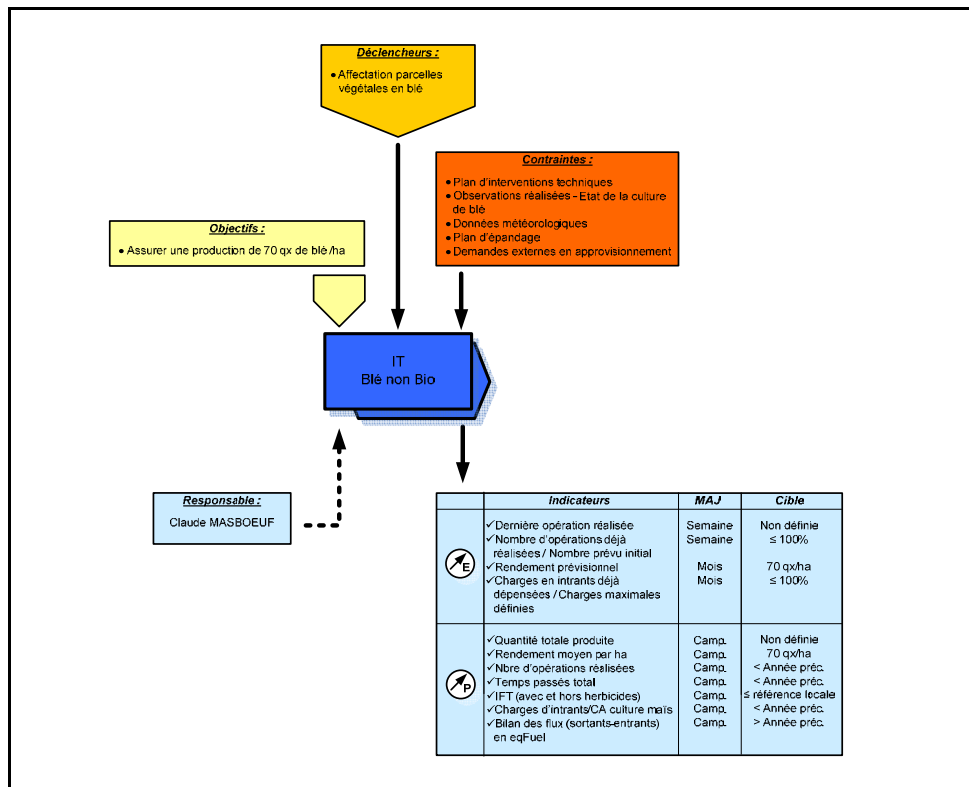 Déclencheurs :
• Affectation parcelles
végétales en blé
Contraintes :
• Plan d'interventions techniques
• Observations réalisées – Etat de la culture
de blé
• Données météorologiques
• Plan d'épandage
• Demandes externes en approvisionnement
Objectifs :
• Assurer une production de 70 qx de blé /ha
IT
Blé non Bio
Responsable :
Claude MASBOEUF
Indicateurs MAJ Cible
E
✓Dernière opération réalisée Semaine Non définie
✓Nombre d'opérations déjà Semaine ≤ 100%
réalisées / Nombre prévu initial
✓Rendement prévisionnel Mois 70 qx/ha
✓Charges en intrants déjà Mois ≤ 100%
dépensées / Charges maximales
définies
P
✓Quantité totale produite Camp. Non définie
✓Rendement moyen par ha Camp. 70 qx/ha
✓Nbre d'opérations réalisées Camp. < Année préc.
✓Temps passés total Camp. < Année préc.
✓IFT (avec et hors herbicides) Camp. ≤ référence locale
✓Charges d'intrants/CA culture maïs Camp. < Année préc.
✓Bilan des flux (sortants-entrants) Camp. > Année préc.
en eqFuel